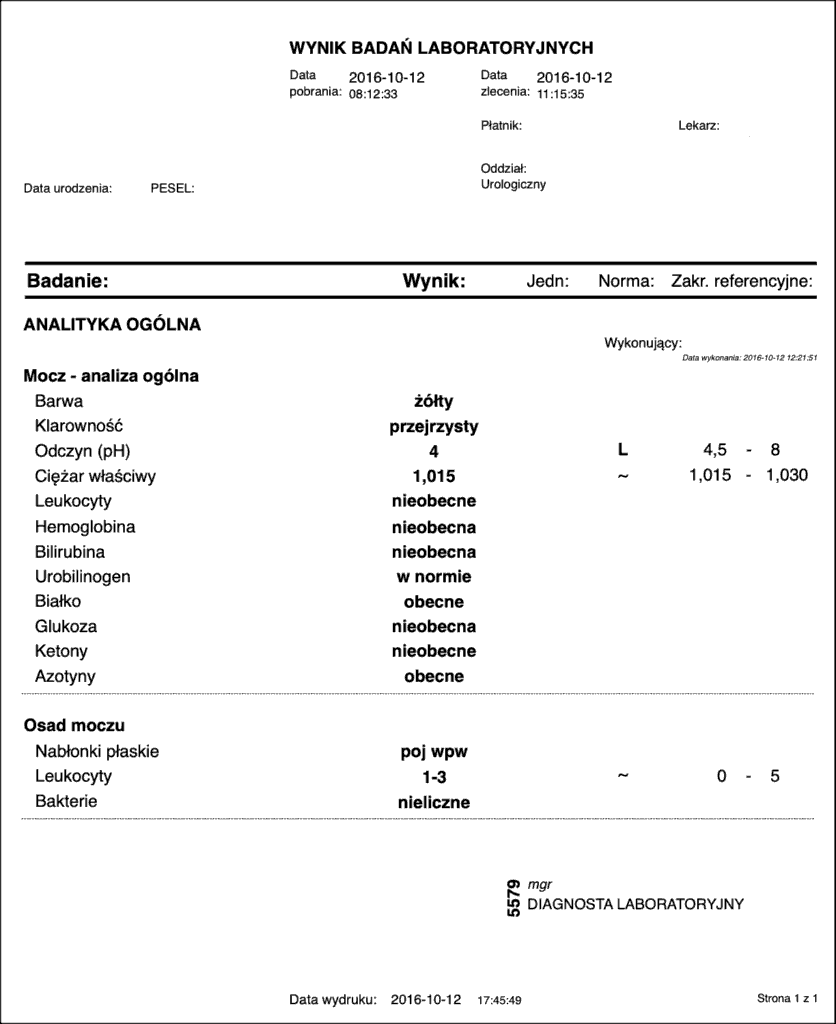 WYNIK BADAŃ LABORATORYJNYCH
Data pobrania: 2016-10-12 08:12:33 Data zlecenia: 2016-10-12 11:15:35
Płatnik: Lekarz:
Oddział:
Urologiczny
Data urodzenia: PESEL:
Badanie: Wynik: Jedn: Norma: Zakr. referencyjne:
ANALITYKA OGÓLNA
Wykonujący:
Data wykonania: 2016-10-12 12:21:51
Mocz - analiza ogólna
Barwa żółty
Klarowność przejrzysty
Odczyn (pH) 4 L 4,5 - 8
Ciężar właściwy 1,015 ~ 1,015 - 1,030
Leukocyty nieobecne
Hemoglobina nieobecna
Bilirubina nieobecna
Urobilinogen w normie
Białko obecne
Glukoza nieobecna
Ketony nieobecne
Azotyny obecne
Osad moczu
Nabłonki płaskie poj wpw
Leukocyty 1-3 ~ 0 - 5
Bakterie nieliczne
5579 mgr
DIAGNOSTA LABORATORYJNY
Data wydruku: 2016-10-12 17:45:49 Strona 1 z 1